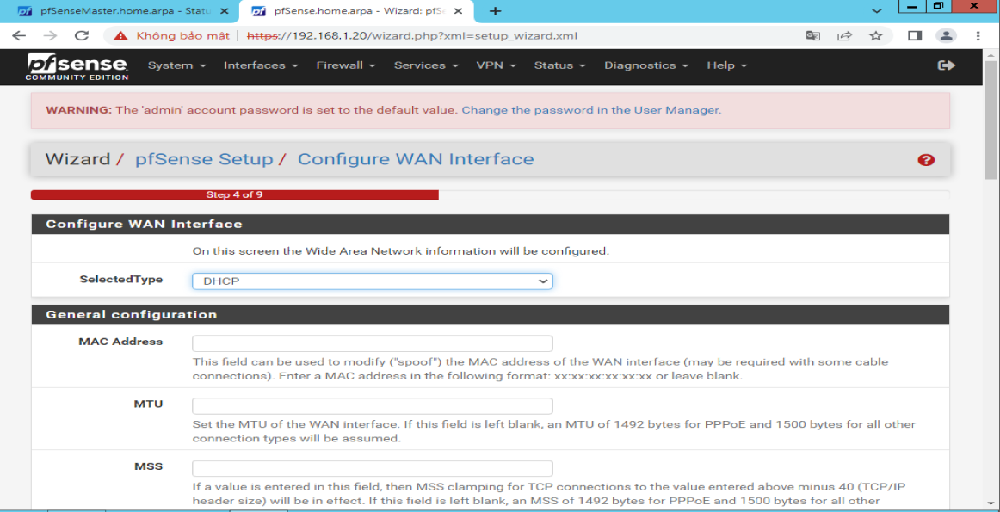 pfSenseMaster.home.arpa - Statu
pfSense.home.arpa - Wizard: pfSe
Không bảo mật | https://192.168.1.20/wizard.php?xml=setup_wizard.xml
pfsense
COMMUNITY EDITION
System Interfaces Firewall Services VPN Status Diagnostics Help
WARNING: The 'admin' account password is set to the default value. Change the password in the User Manager.
Wizard / pfSense Setup / Configure WAN Interface
Step 4 of 9
Configure WAN Interface
On this screen the Wide Area Network information will be configured.
SelectedType
DHCP
General configuration
MAC Address
This field can be used to modify ("spoof") the MAC address of the WAN interface (may be required with some cable
connections). Enter a MAC address in the following format: xx:xx:xx:xx:xx:xx or leave blank.
MTU
Set the MTU of the WAN interface. If this field is left blank, an MTU of 1492 bytes for PPPoE and 1500 bytes for all other
connection types will be assumed.
MSS
If a value is entered in this field, then MSS clamping for TCP connections to the value entered above minus 40 (TCP/IP
header size) will be in effect. If this field is left blank, an MSS of 1492 bytes for PPPoE and 1500 bytes for all other